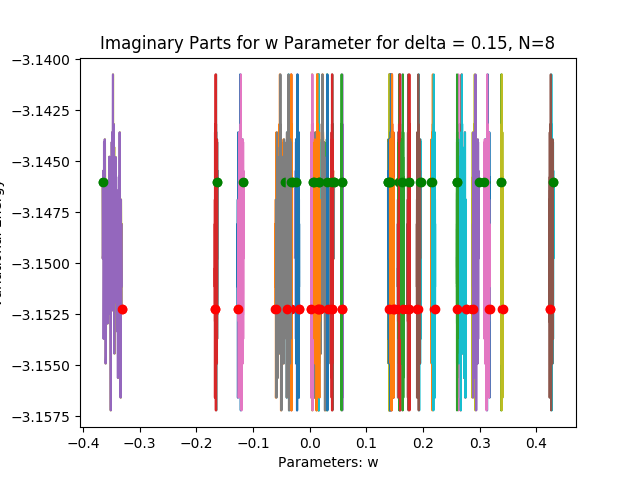 Imaginary Parts for w Parameter for delta = 0.15, N=8
−3.1400
−3.1425
−3.1450
−3.1475
−3.1500
−3.1525
−3.1550
−3.1575
−0.4 −0.3 −0.2 −0.1 0.0 0.1 0.2 0.3 0.4
Parameters: w